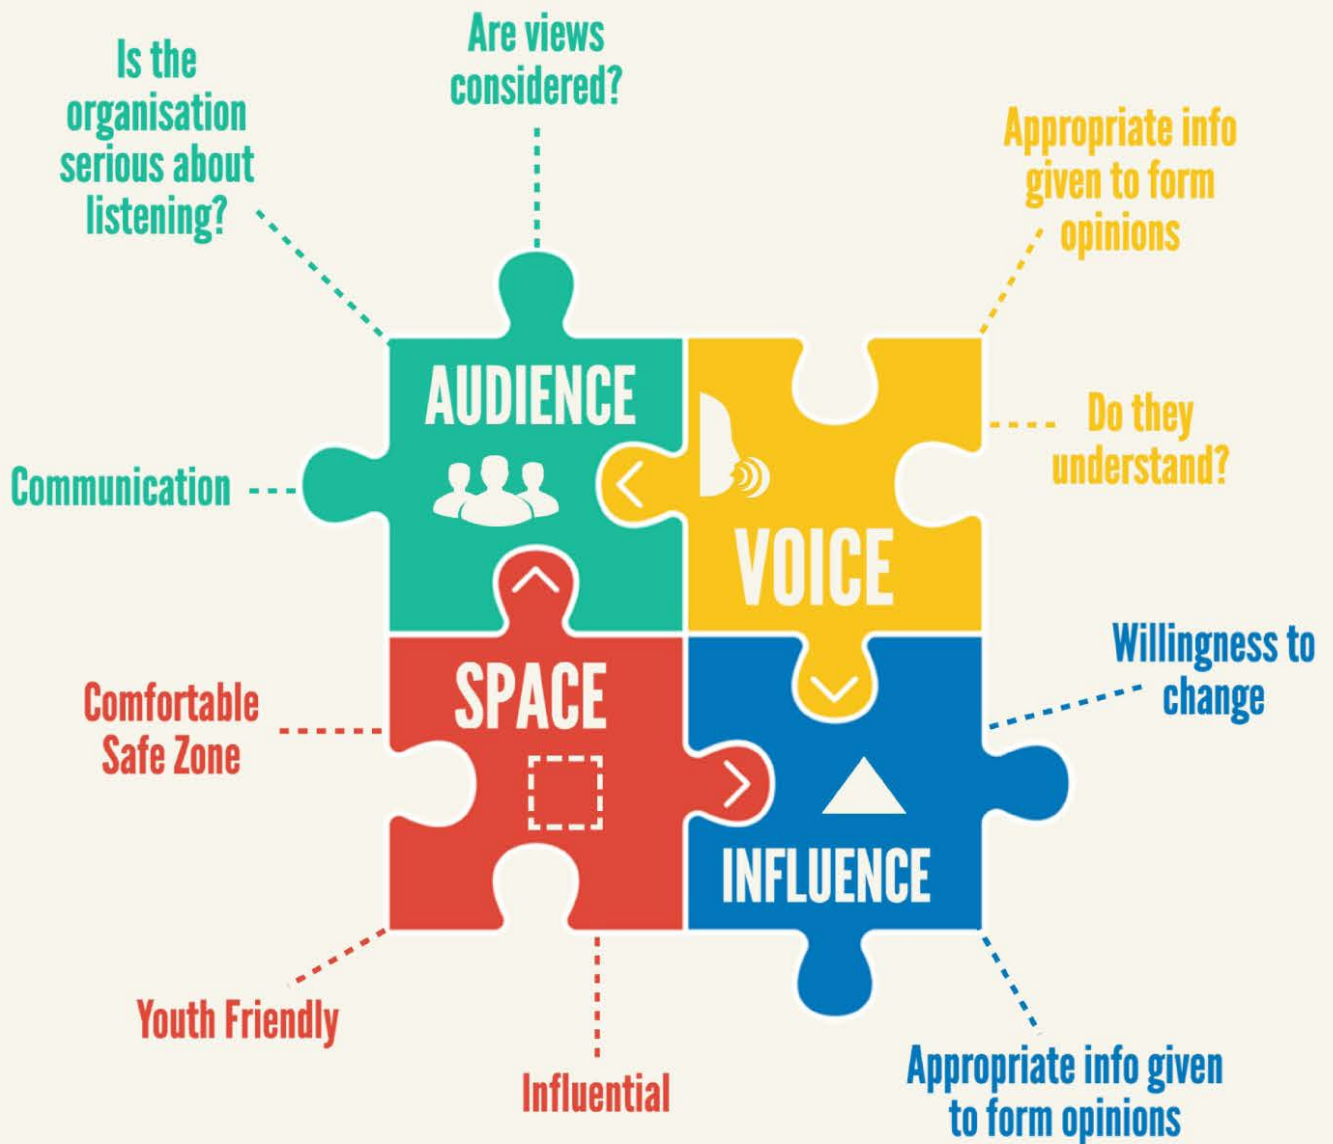 Is the
organisation
serious about
listening?
Are views
considered?
Appropriate info
given to form
opinions
AUDIENCE
Do they
understand?
Communication
VOICE
Willingness to
change
SPACE
Comfortable
Safe Zone
INFLUENCE
Youth Friendly
Influential
Appropriate info given
to form opinions